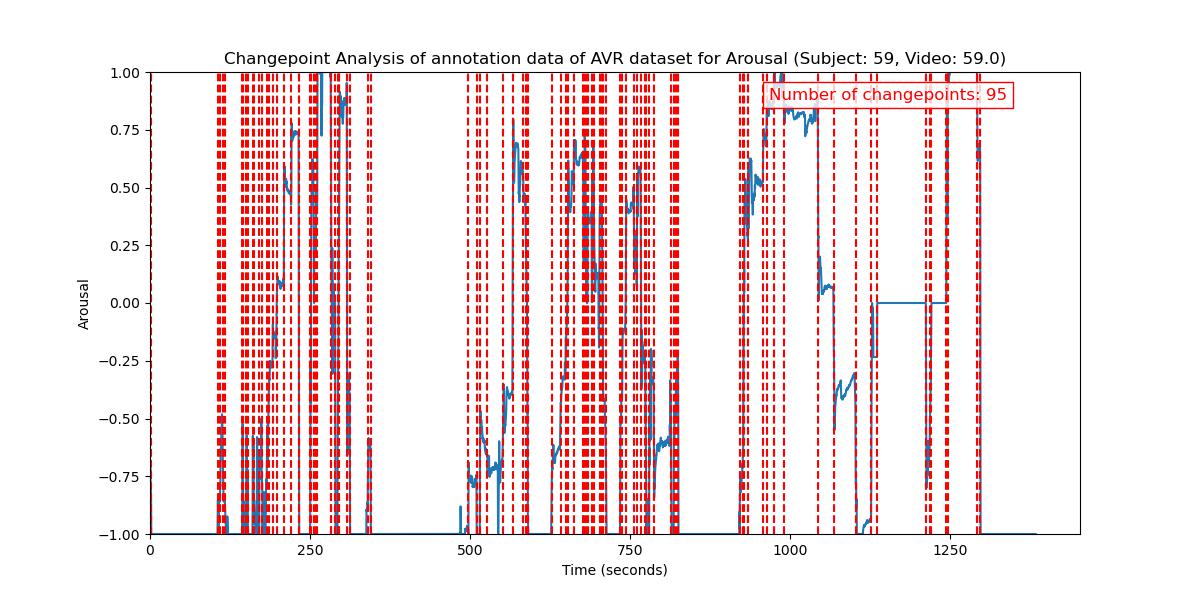 Changepoint Analysis of annotation data of AVR dataset for Arousal (Subject: 59, Video: 59.0)
Number of changepoints: 95
1.00
0.75
0.50
0.25
0.00
−0.25
−0.50
−0.75
−1.00
Arousal
0 250 500 750 1000 1250
Time (seconds)